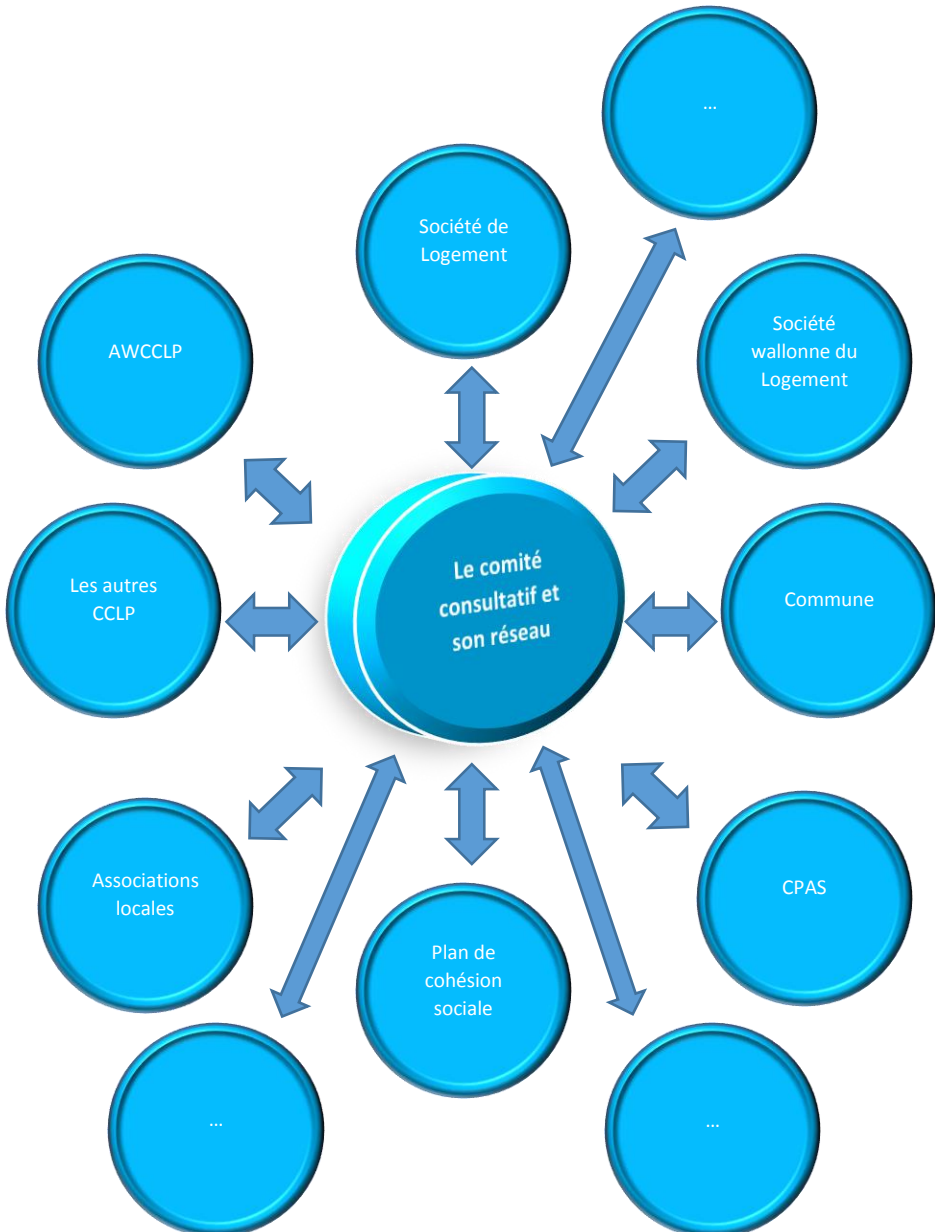 ...
Société de
Logement
AWCCLP
Société
wallonne du
Logement
Le comité
consultatif et
son réseau
Les autres
CCLP
Commune
Associations
locales
CPAS
Plan de
cohésion
sociale
...
...